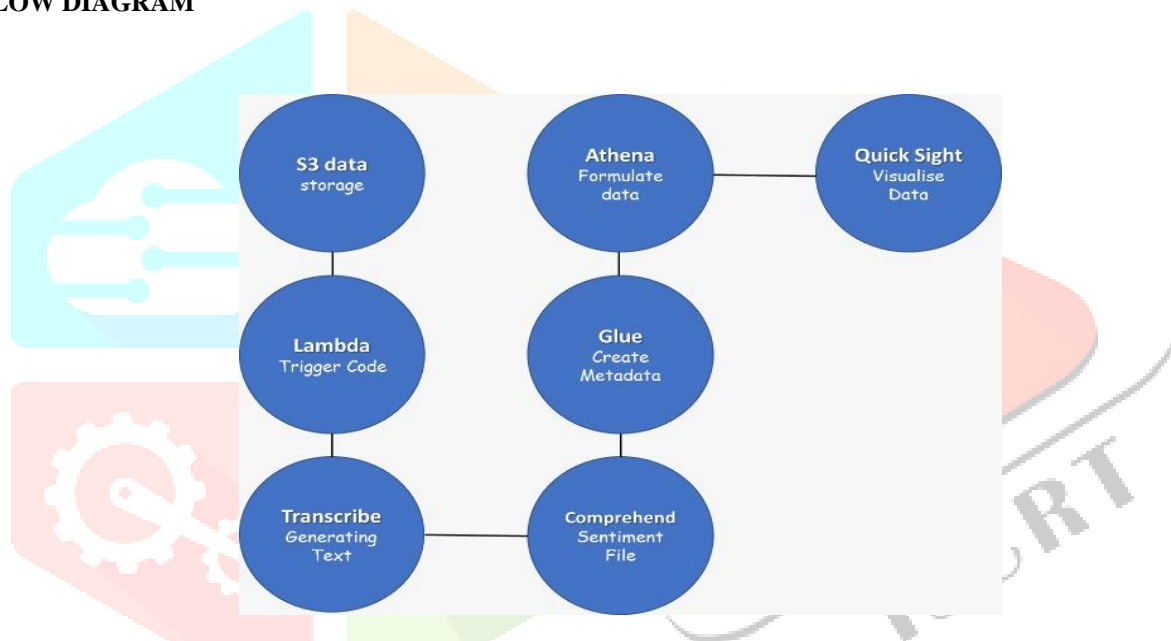 LOW DIAGRAM
S3 data
storage
Lambda
Trigger Code
Transcribe
Generating
Text
Comprehend
Sentiment
File
Glue
Create
Metadata
Athena
Formulate
data
Quick Sight
Visualise
Data